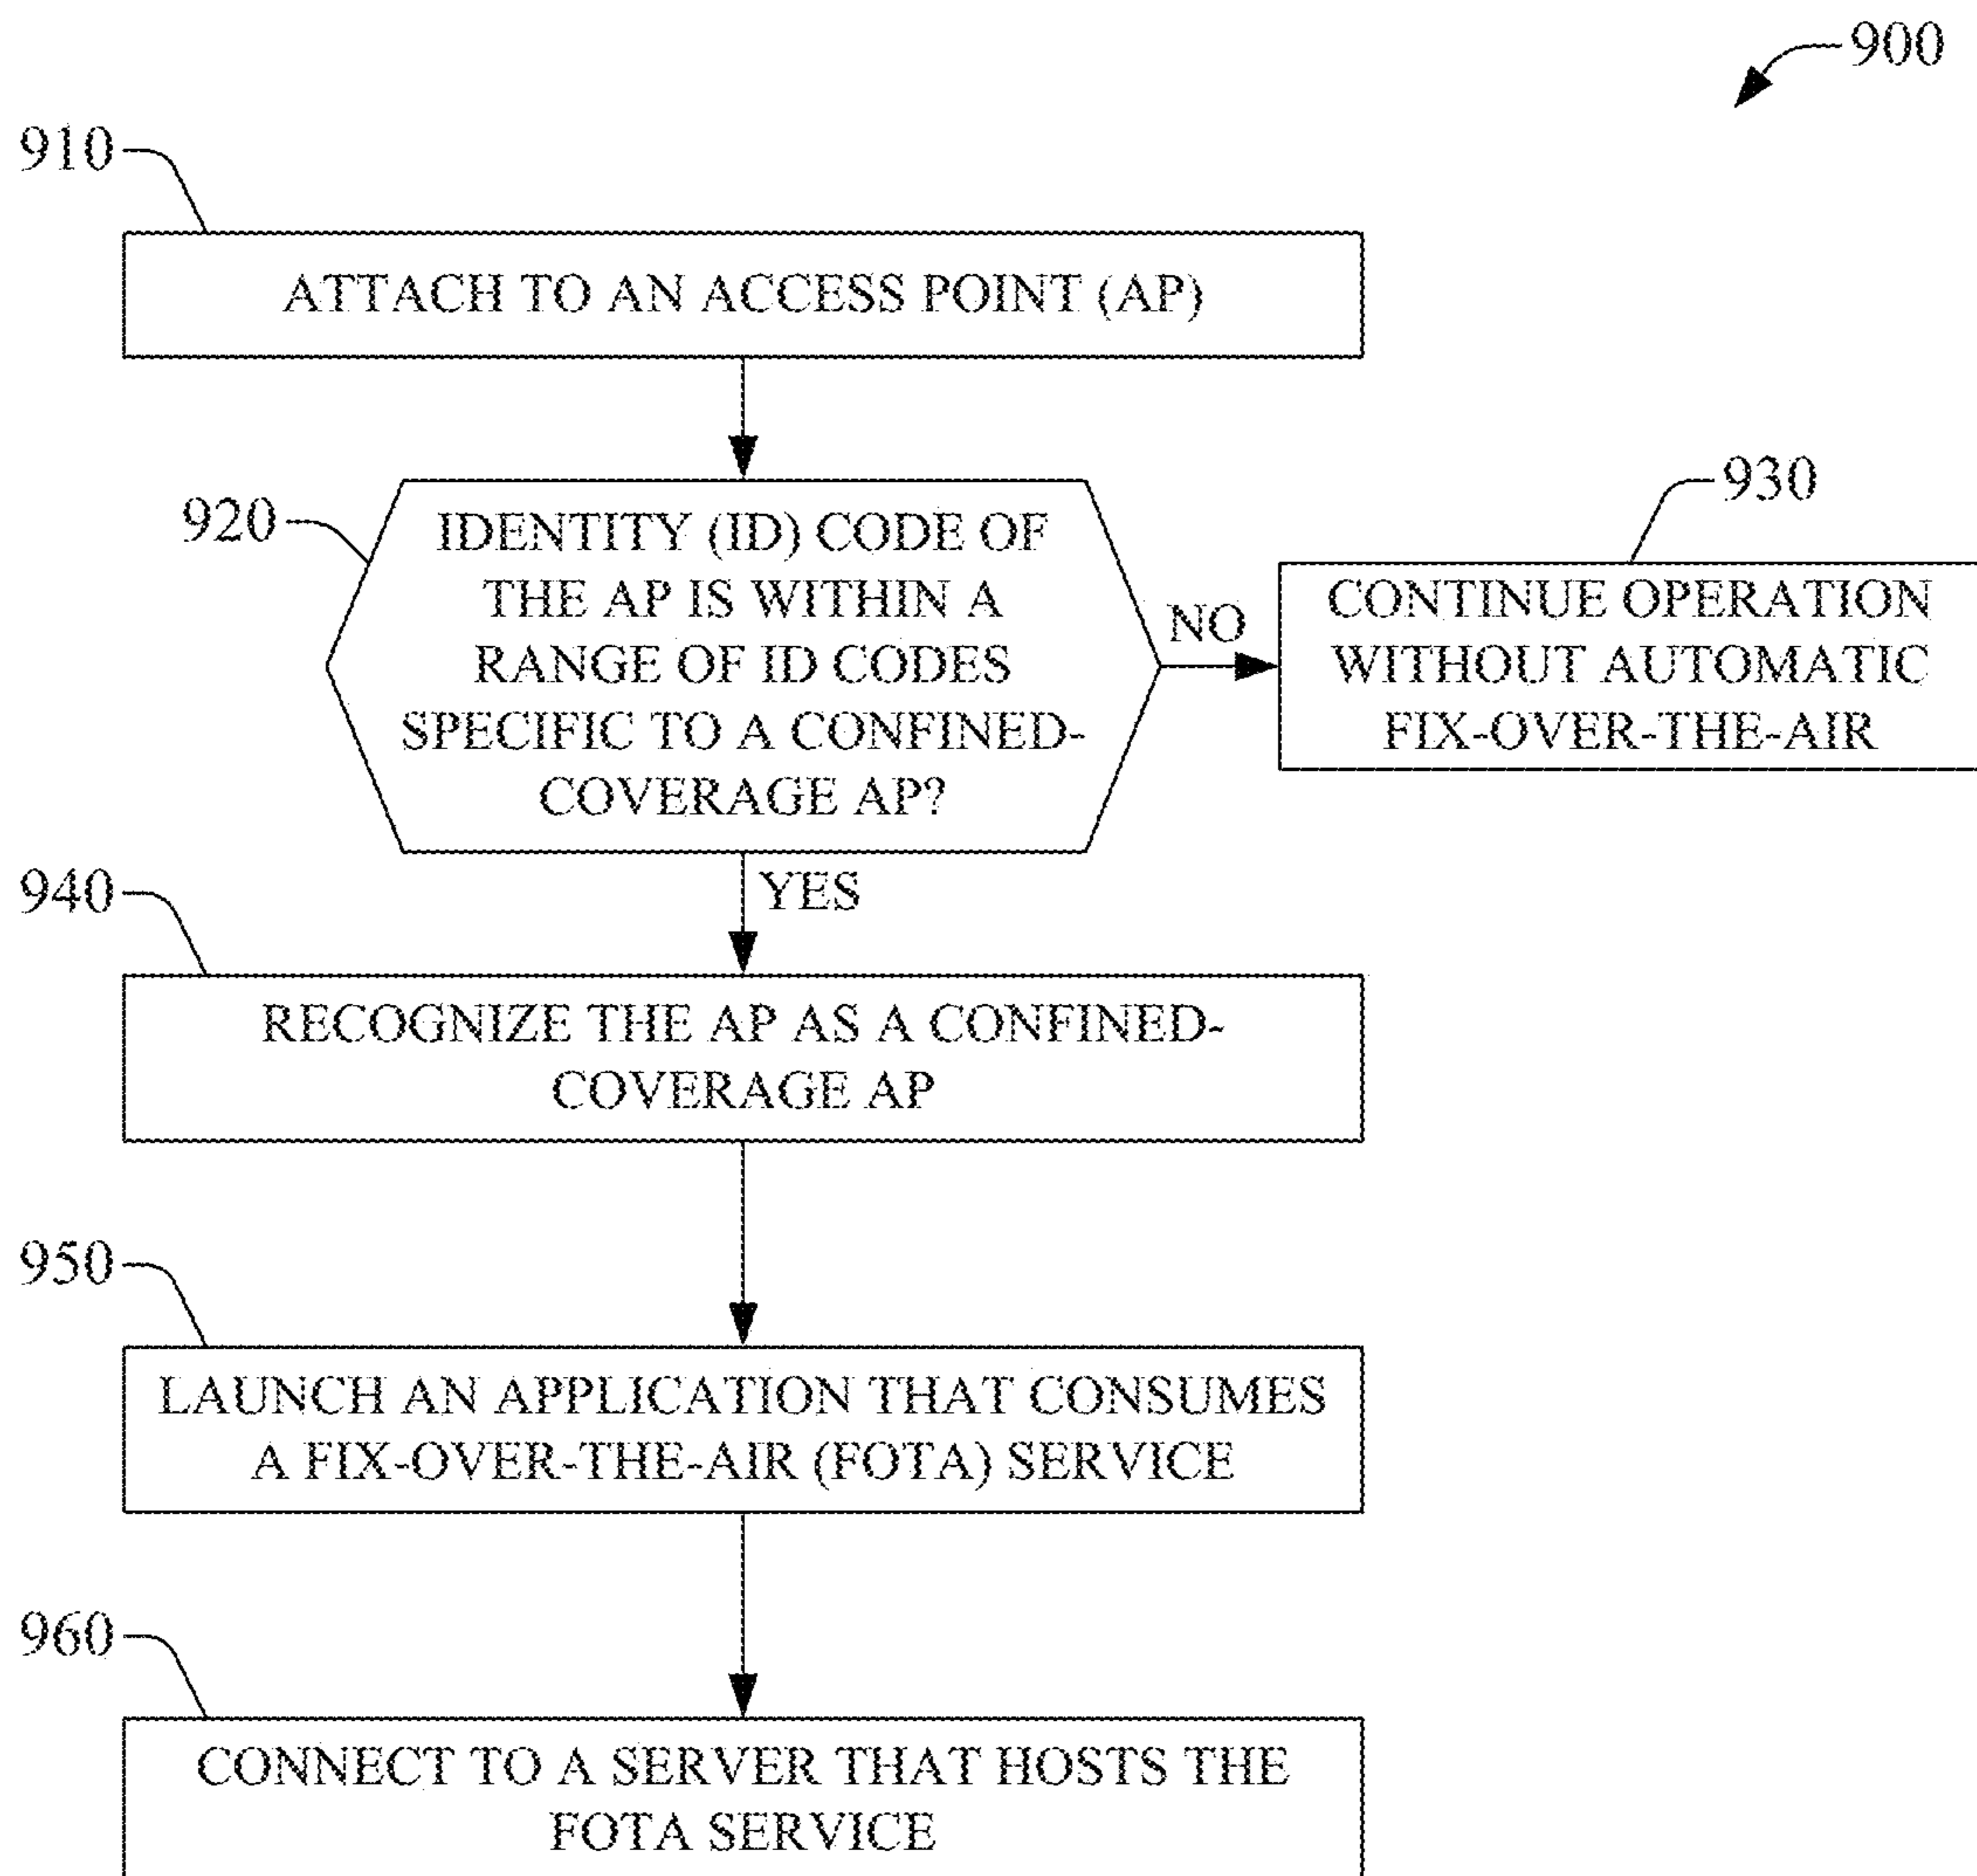 900
910
ATTACH TO AN ACCESS POINT (AP)
920
IDENTITY (ID) CODE OF
THE AP IS WITHIN A
RANGE OF ID CODES
SPECIFIC TO A CONFINED-
COVERAGE AP?
NO
930
CONTINUE OPERATION
WITHOUT AUTOMATIC
FIX-OVER-THE-AIR
YES
940
RECOGNIZE THE AP AS A CONFINED-
COVERAGE AP
950
LAUNCH AN APPLICATION THAT CONSUMES
A FIX-OVER-THE-AIR (FOTA) SERVICE
960
CONNECT TO A SERVER THAT HOSTS THE
FOTA SERVICE